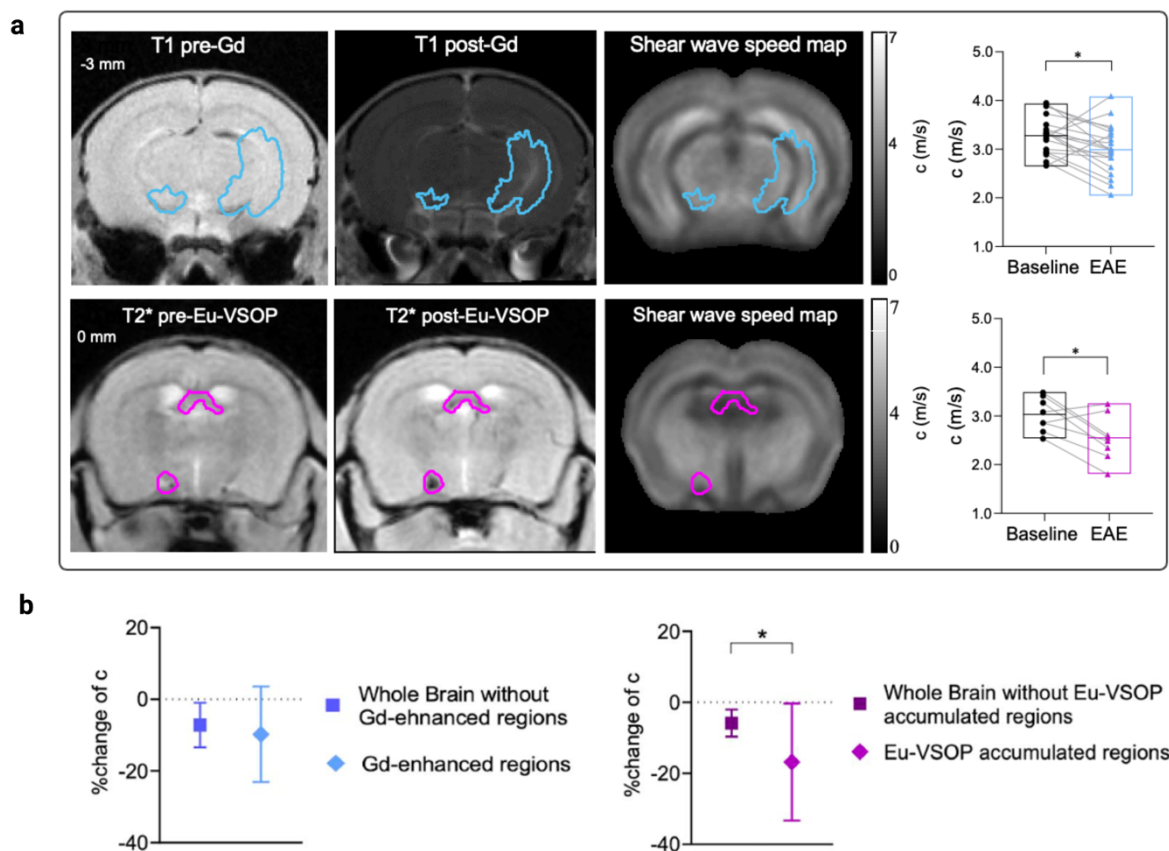 a
T1 pre-Gd
-3 mm
T1 post-Gd
Shear wave speed map
7
4
0
c (m/s)
c (m/s)
5.0
4.0
3.0
2.0
1.0
*
Baseline
EAE
T2* pre-Eu-VSOP
0 mm
T2* post-Eu-VSOP
Shear wave speed map
7
4
0
c (m/s)
c (m/s)
5.0
4.0
3.0
2.0
1.0
*
Baseline
EAE
b
%change of c
20
0
-20
-40
Whole Brain without
Gd-ehnanced regions
Gd-enhanced regions
%change of c
20
0
-20
-40
*
Whole Brain without Eu-VSOP
accumulated regions
Eu-VSOP accumulated regions